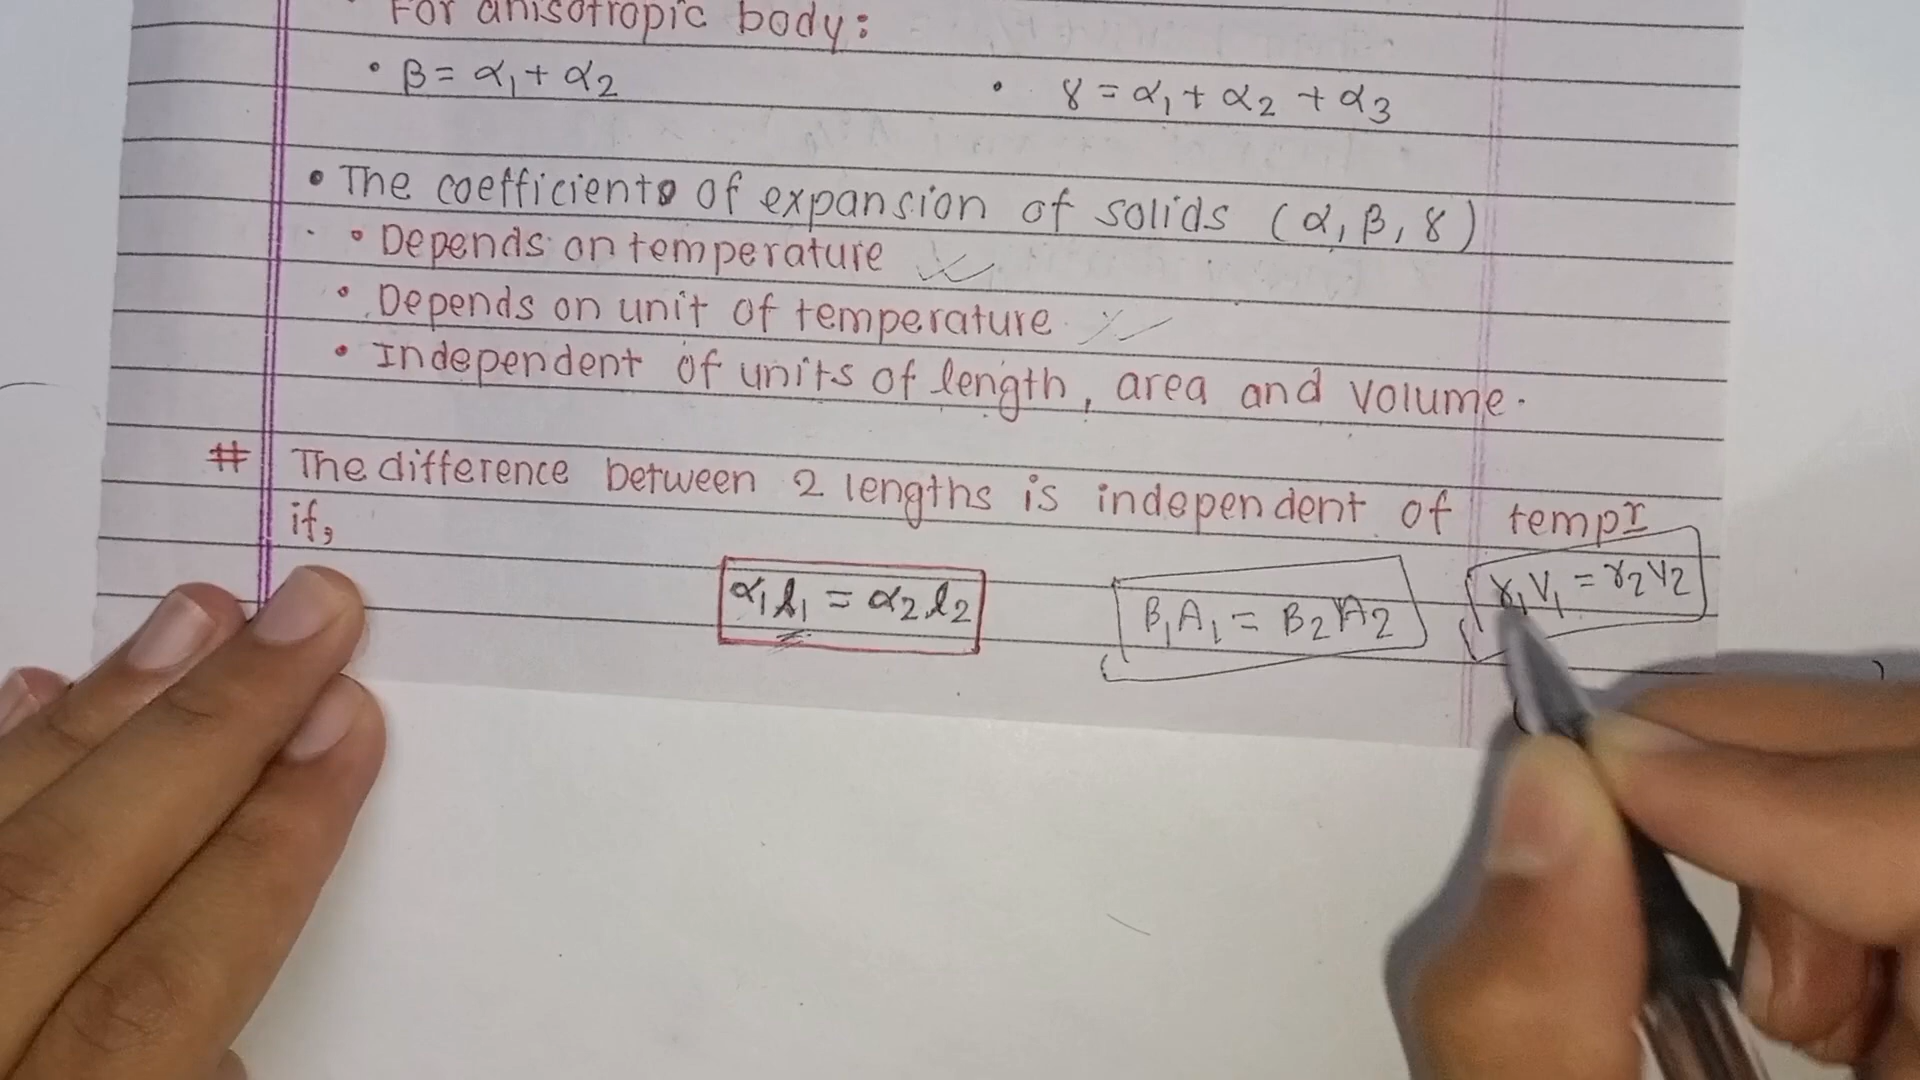 For anisotropic body:
• β = α₁ + α₂ • γ = α₁ + α₂ + α₃
• The coefficients of expansion of solids (α, β, γ)
• Depends on temperature
• Depends on unit of temperature
• Independent of units of length, area and volume.
# The difference between 2 lengths is independent of tempr
if,
α₁l₁ = α₂l₂ β₁A₁ = β₂A₂ γ₁V₁ = γ₂V₂